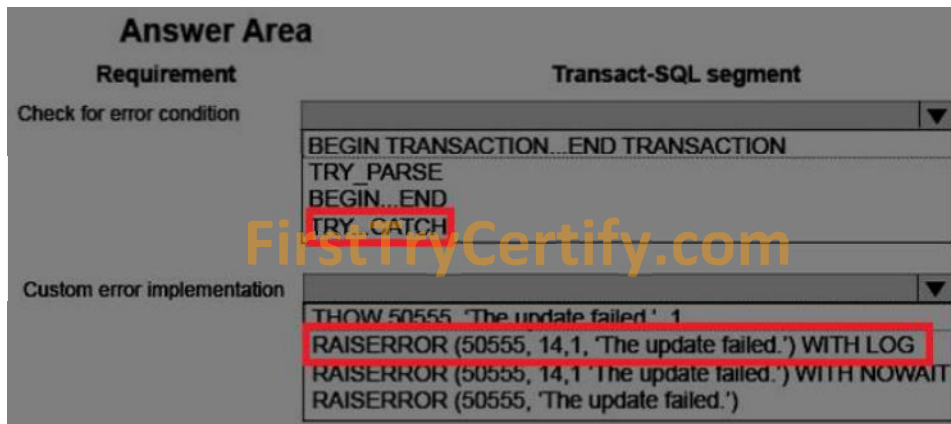 Answer Area
Requirement Transact-SQL segment
Check for error condition
BEGIN TRANSACTION...END TRANSACTION
TRY_PARSE
BEGIN...END
TRY...CATCH
FirstTryCertify.com
Custom error implementation
THOW 50555, 'The update failed.', 1
RAISERROR (50555, 14,1, 'The update failed.') WITH LOG
RAISERROR (50555, 14,1 'The update failed.') WITH NOWAIT
RAISERROR (50555, 'The update failed.')